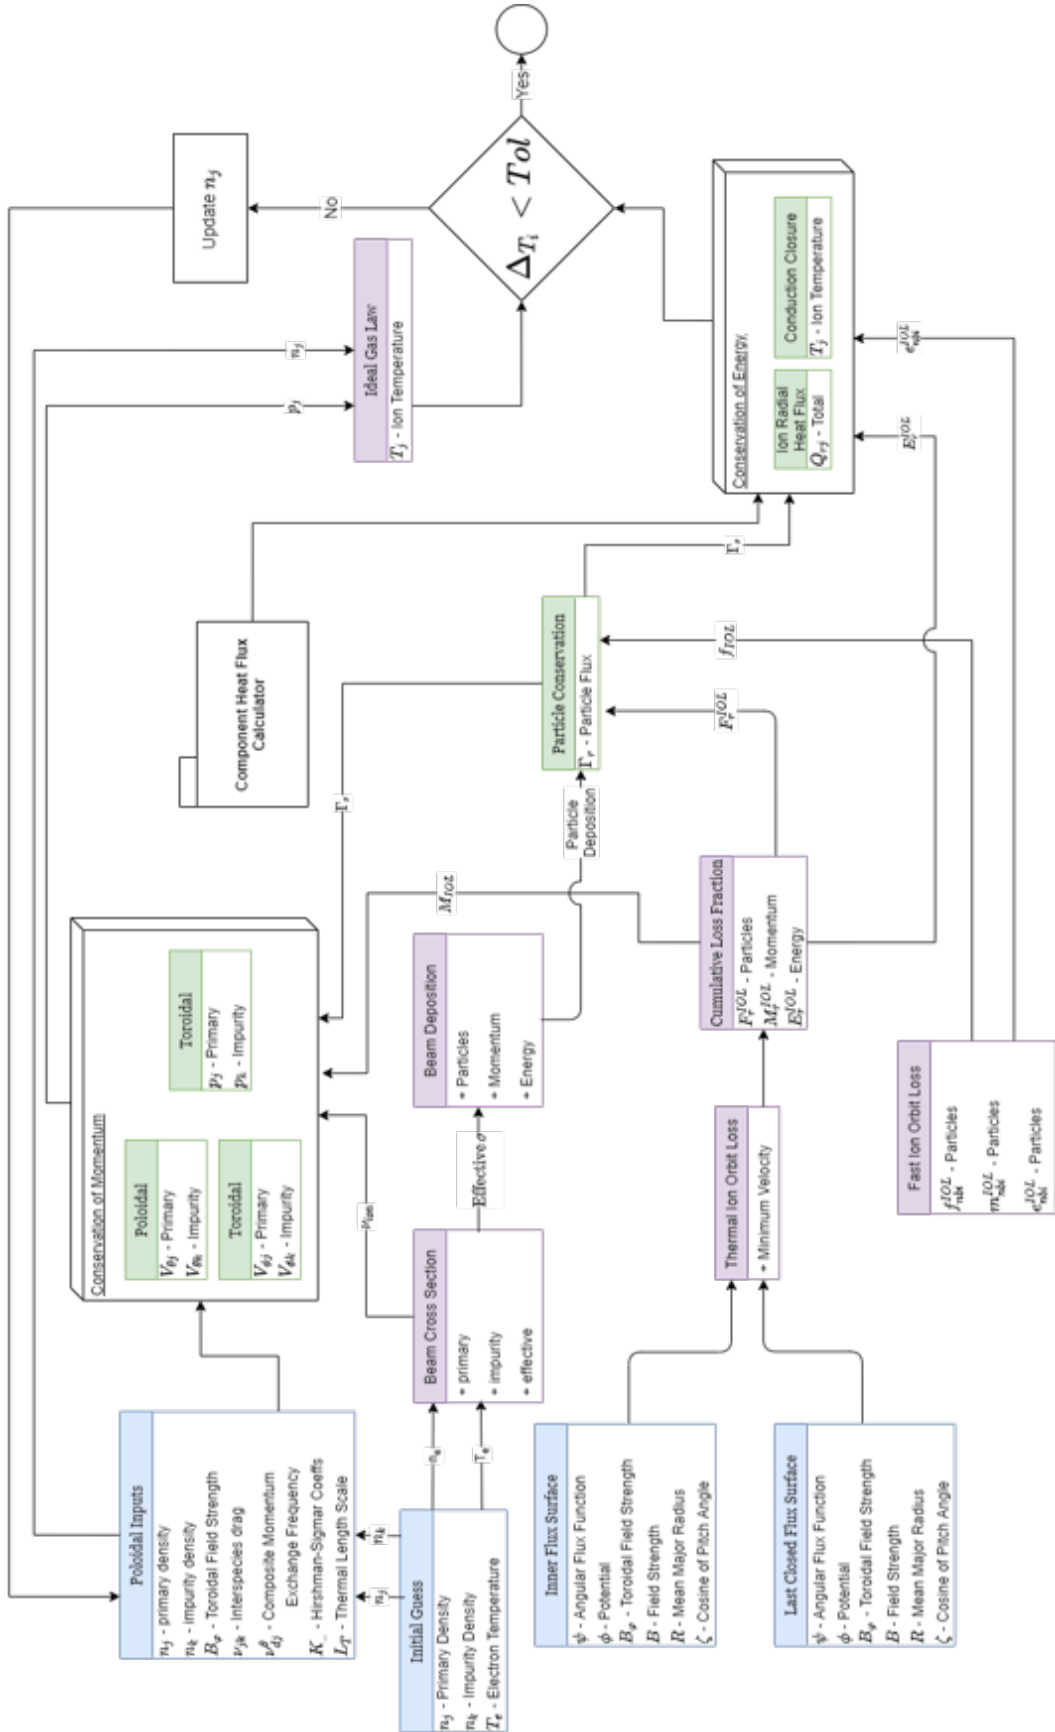 Poloidal Inputs
n_j - primary density
n_k - impurity density
B_φ - Toroidal Field Strength
ν_jk - Interspecies drag
ν^β_dj - Composite Momentum
Exchange Frequency
K_- - Hirshman-Sigmar Coeffs
L_T - Thermal Length Scale
Initial Guess
n_j - Primary Density
n_k - Impurity Density
T_e - Electron Temperature
n_j
n_k
n_e
T_e
Inner Flux Surface
ψ - Angular Flux Function
ϕ - Potential
B_φ - Toroidal Field Strength
B - Field Strength
R - Mean Major Radius
ζ - Cosine of Pitch Angle
Last Closed Flux Surface
ψ - Angular Flux Function
ϕ - Potential
B_φ - Toroidal Field Strength
B - Field Strength
R - Mean Major Radius
ζ - Cosine of Pitch Angle
Conservation of Momentum
Poloidal
V_θj - Primary
V_θk - Impurity
Toroidal
V_ϕj - Primary
V_ϕk - Impurity
Toroidal
p_j - Primary
p_k - Impurity
Beam Cross Section
+ primary
+ impurity
+ effective
ν_ion
Effective σ
Beam Deposition
+ Particles
+ Momentum
+ Energy
Thermal Ion Orbit Loss
+ Minimum Velocity
Cumulative Loss Fraction
F_r^IOL - Particles
M_r^IOL - Momentum
E_r^IOL - Energy
Fast Ion Orbit Loss
f_nbi^IOL - Particles
m_nbi^IOL - Particles
e_nbi^IOL - Particles
M_IOL
Γ_r
Particle
Deposition
Component Heat Flux
Calculator
Particle Conservation
Γ_r - Particle Flux
F_r^IOL
f_IOL
Γ_r
p_j
n_j
Ideal Gas Law
T_j - Ion Temperature
Conservation of Energy
Ion Radial
Heat Flux
Q_rj - Total
Conduction Closure
T_j - Ion Temperature
E_r^IOL
e_nbi^IOL
Update n_j
No
Δ_Ti < Tol
Yes